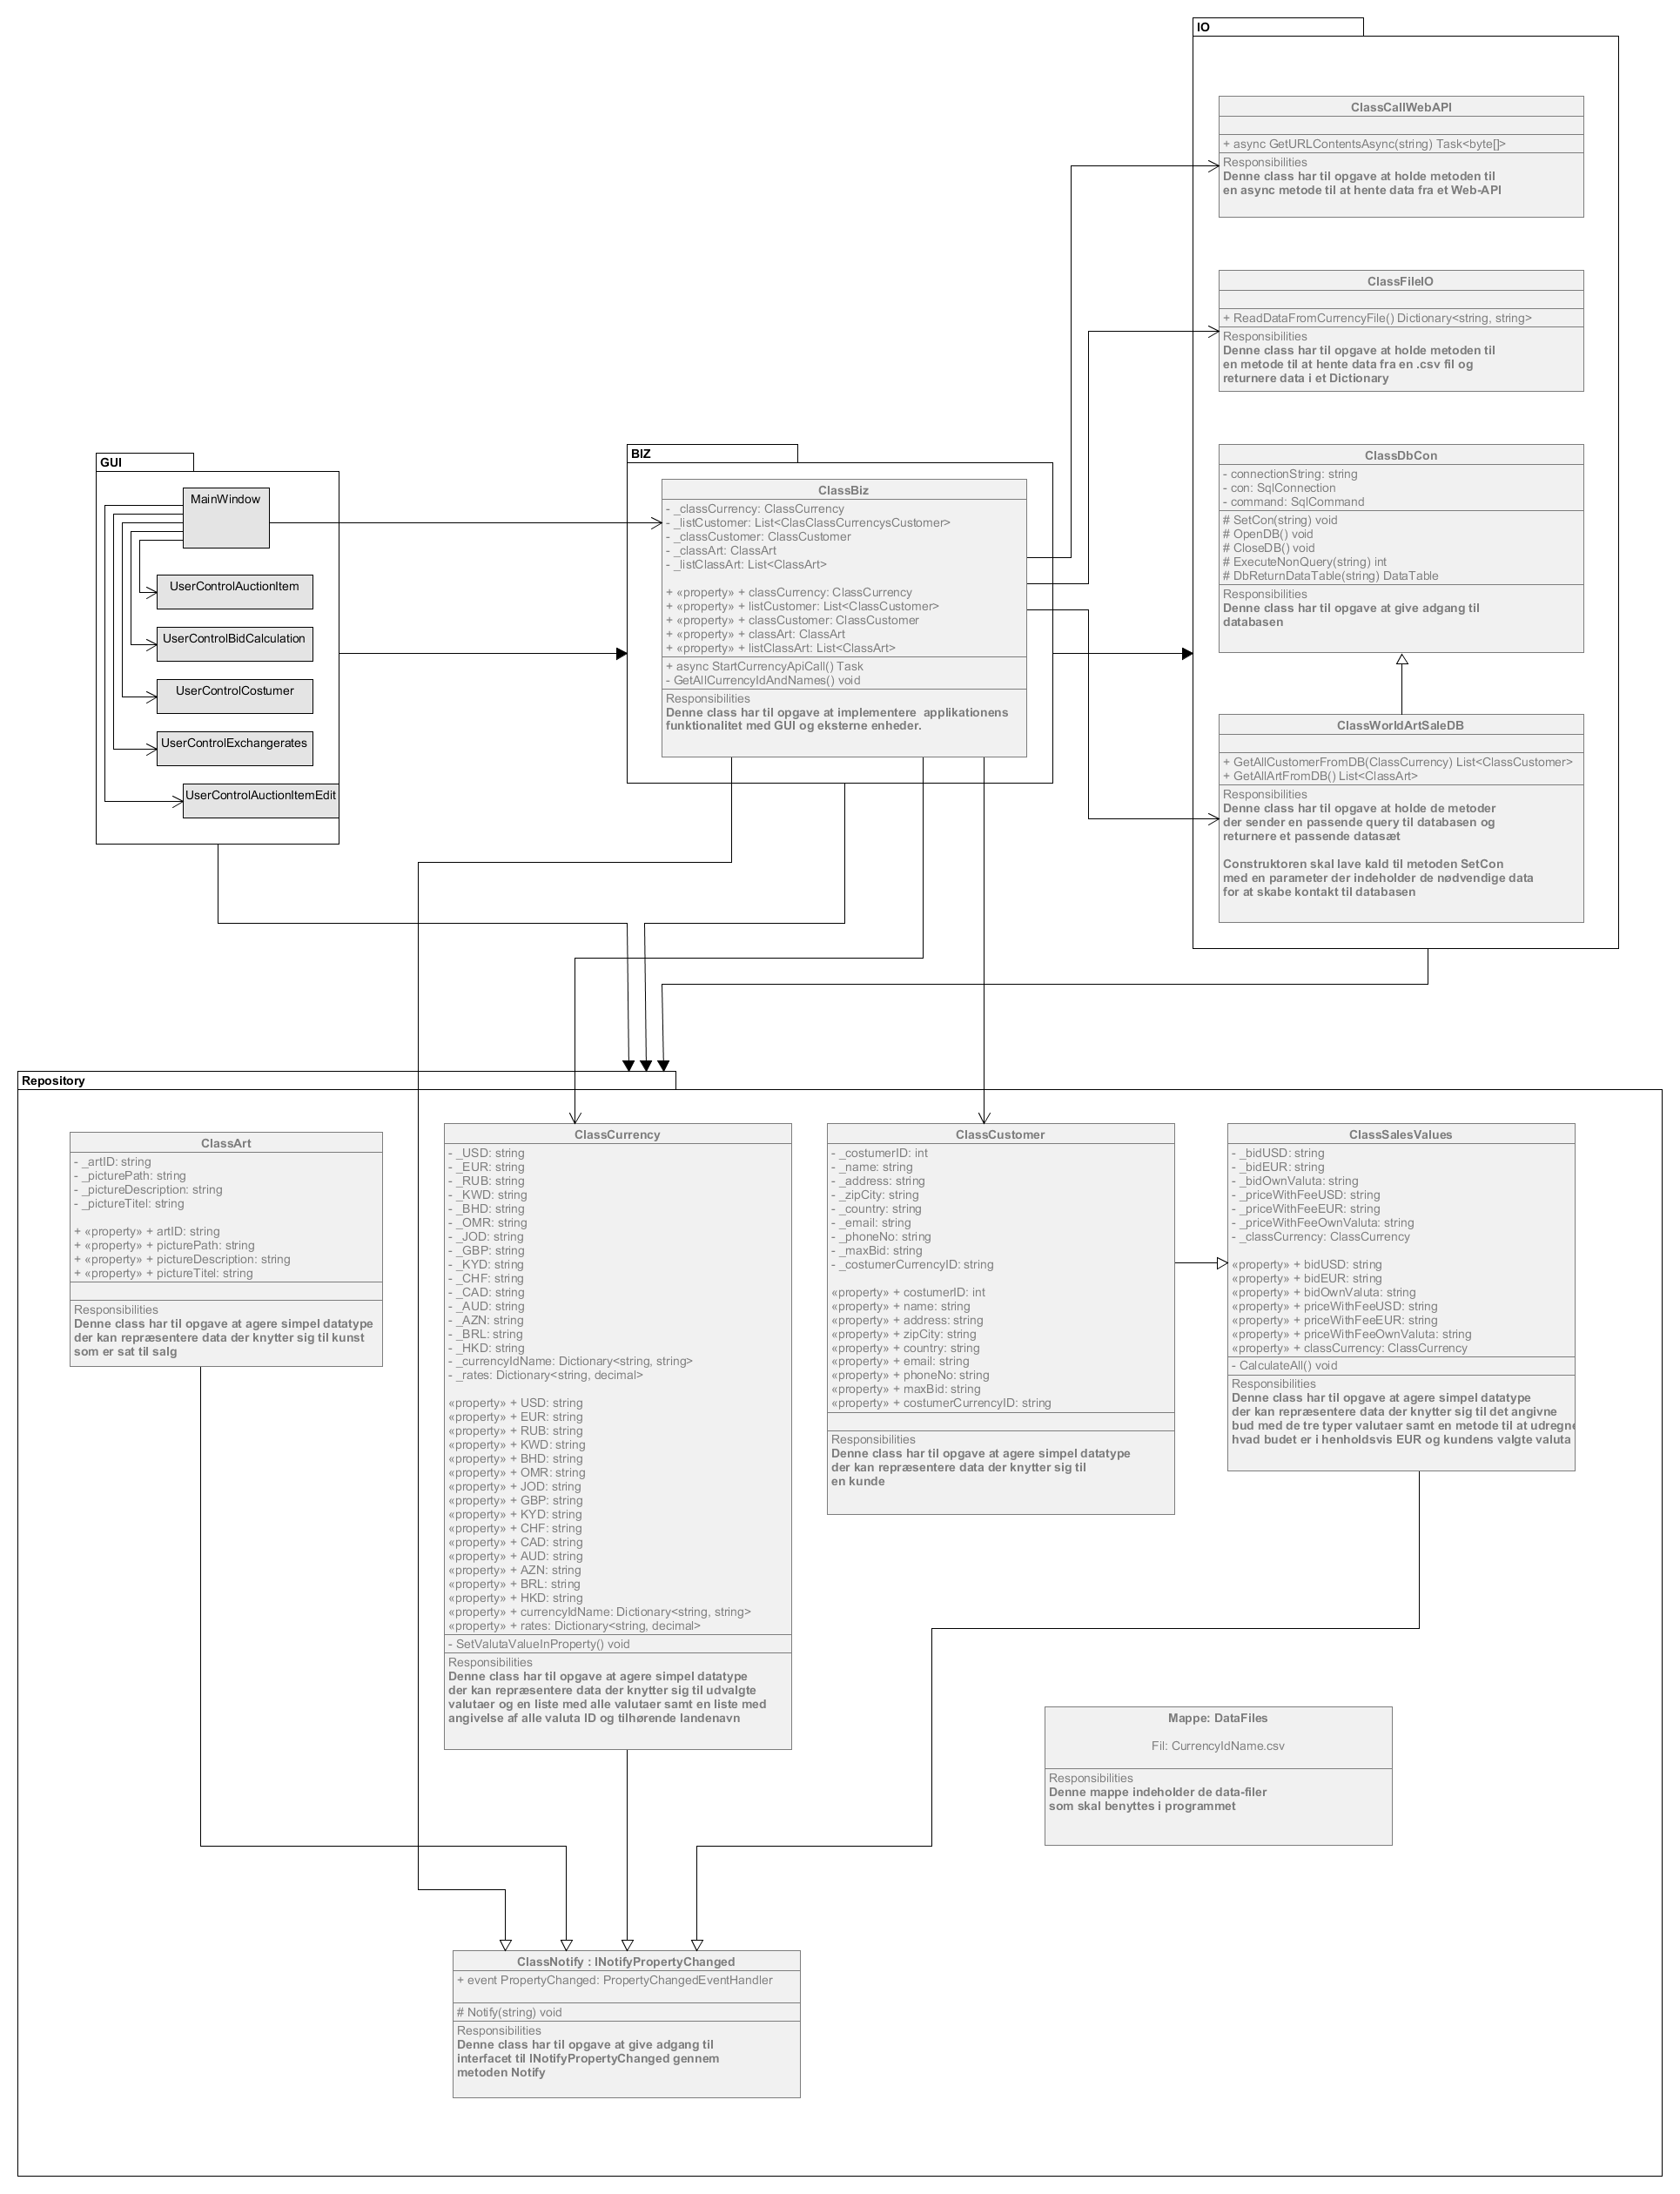 IO
ClassCallWebAPI
+ async GetURLContentsAsync(string) Task<byte[]>
Responsibilities
Denne class har til opgave at holde metoden til
en async metode til at hente data fra et Web-API
ClassFileIO
+ ReadDataFromCurrencyFile() Dictionary<string, string>
Responsibilities
Denne class har til opgave at holde metoden til
en metode til at hente data fra en .csv fil og
returnere data i et Dictionary
ClassDbCon
- connectionString: string
- con: SqlConnection
- command: SqlCommand
# SetCon(string) void
# OpenDB() void
# CloseDB() void
# ExecuteNonQuery(string) int
# DbReturnDataTable(string) DataTable
Responsibilities
Denne class har til opgave at give adgang til
databasen
ClassWorldArtSaleDB
+ GetAllCustomerFromDB(ClassCurrency) List<ClassCustomer>
+ GetAllArtFromDB() List<ClassArt>
Responsibilities
Denne class har til opgave at holde de metoder
der sender en passende query til databasen og
returnere et passende datasæt
Construktoren skal lave kald til metoden SetCon
med en parameter der indeholder de nødvendige data
for at skabe kontakt til databasen
GUI
MainWindow
UserControlAuctionItem
UserControlBidCalculation
UserControlCostumer
UserControlExchangerates
UserControlAuctionItemEdit
BIZ
ClassBiz
- _classCurrency: ClassCurrency
- _listCustomer: List<ClasClassCurrencysCustomer>
- _classCustomer: ClassCustomer
- _classArt: ClassArt
- _listClassArt: List<ClassArt>
+ «property» + classCurrency: ClassCurrency
+ «property» + listCustomer: List<ClassCustomer>
+ «property» + classCustomer: ClassCustomer
+ «property» + classArt: ClassArt
+ «property» + listClassArt: List<ClassArt>
+ async StartCurrencyApiCall() Task
- GetAllCurrencyIdAndNames() void
Responsibilities
Denne class har til opgave at implementere  applikationens
funktionalitet med GUI og eksterne enheder.
Repository
ClassArt
- _artID: string
- _picturePath: string
- _pictureDescription: string
- _pictureTitel: string
+ «property» + artID: string
+ «property» + picturePath: string
+ «property» + pictureDescription: string
+ «property» + pictureTitel: string
Responsibilities
Denne class har til opgave at agere simpel datatype
der kan repræsentere data der knytter sig til kunst
som er sat til salg
ClassCurrency
- _USD: string
- _EUR: string
- _RUB: string
- _KWD: string
- _BHD: string
- _OMR: string
- _JOD: string
- _GBP: string
- _KYD: string
- _CHF: string
- _CAD: string
- _AUD: string
- _AZN: string
- _BRL: string
- _HKD: string
- _currencyIdName: Dictionary<string, string>
- _rates: Dictionary<string, decimal>
«property» + USD: string
«property» + EUR: string
«property» + RUB: string
«property» + KWD: string
«property» + BHD: string
«property» + OMR: string
«property» + JOD: string
«property» + GBP: string
«property» + KYD: string
«property» + CHF: string
«property» + CAD: string
«property» + AUD: string
«property» + AZN: string
«property» + BRL: string
«property» + HKD: string
«property» + currencyIdName: Dictionary<string, string>
«property» + rates: Dictionary<string, decimal>
- SetValutaValueInProperty() void
Responsibilities
Denne class har til opgave at agere simpel datatype
der kan repræsentere data der knytter sig til udvalgte
valutaer og en liste med alle valutaer samt en liste med
angivelse af alle valuta ID og tilhørende landenavn
ClassCustomer
- _costumerID: int
- _name: string
- _address: string
- _zipCity: string
- _country: string
- _email: string
- _phoneNo: string
- _maxBid: string
- _costumerCurrencyID: string
«property» + costumerID: int
«property» + name: string
«property» + address: string
«property» + zipCity: string
«property» + country: string
«property» + email: string
«property» + phoneNo: string
«property» + maxBid: string
«property» + costumerCurrencyID: string
Responsibilities
Denne class har til opgave at agere simpel datatype
der kan repræsentere data der knytter sig til
en kunde
ClassSalesValues
- _bidUSD: string
- _bidEUR: string
- _bidOwnValuta: string
- _priceWithFeeUSD: string
- _priceWithFeeEUR: string
- _priceWithFeeOwnValuta: string
- _classCurrency: ClassCurrency
«property» + bidUSD: string
«property» + bidEUR: string
«property» + bidOwnValuta: string
«property» + priceWithFeeUSD: string
«property» + priceWithFeeEUR: string
«property» + priceWithFeeOwnValuta: string
«property» + classCurrency: ClassCurrency
- CalculateAll() void
Responsibilities
Denne class har til opgave at agere simpel datatype
der kan repræsentere data der knytter sig til det angivne
bud med de tre typer valutaer samt en metode til at udregne
hvad budet er i henholdsvis EUR og kundens valgte valuta
Mappe: DataFiles
Fil: CurrencyIdName.csv
Responsibilities
Denne mappe indeholder de data-filer
som skal benyttes i programmet
ClassNotify : INotifyPropertyChanged
+ event PropertyChanged: PropertyChangedEventHandler
# Notify(string) void
Responsibilities
Denne class har til opgave at give adgang til
interfacet til INotifyPropertyChanged gennem
metoden Notify